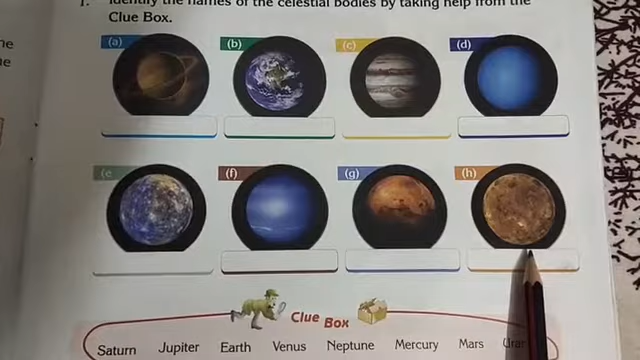 1. Identify the names of the celestial bodies by taking help from the
Clue Box.
(a) (b) (c) (d)
(e (f) (g) (h)
Clue Box
Saturn Jupiter Earth Venus Neptune Mercury Mars